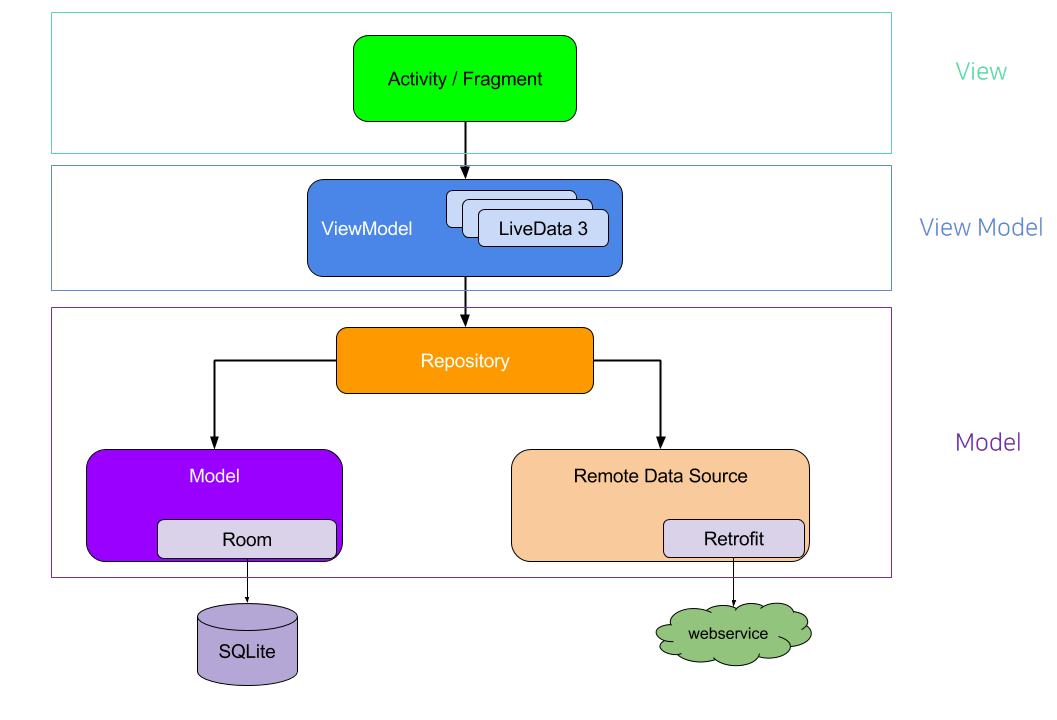 Activity / Fragment
View
ViewModel
LiveData 3
View Model
Repository
Model
Model
Remote Data Source
Room
Retrofit
SQLite
webservice